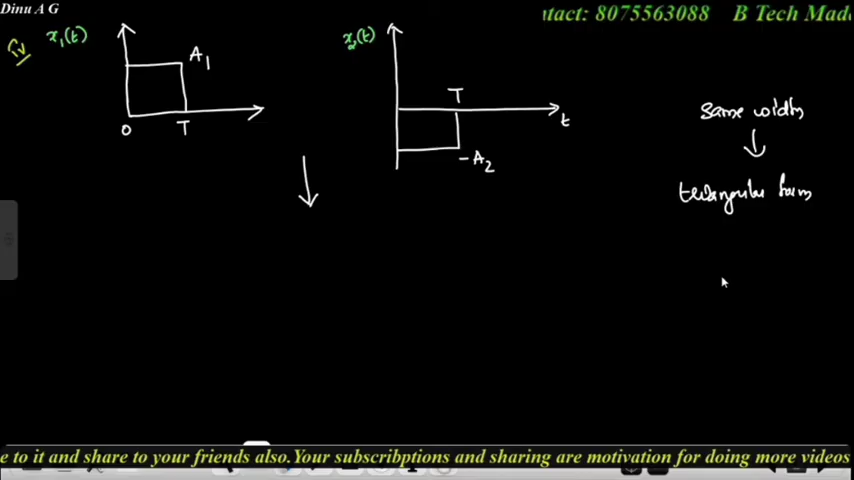 Dinu A G
ntact: 8075563088 B Tech Mad
iv
x₁(t)
A₁
0
T
x₂(t)
T
t
-A₂
same width
triangular form
e to it and share to your friends also.Your subscribptions and sharing are motivation for doing more videos